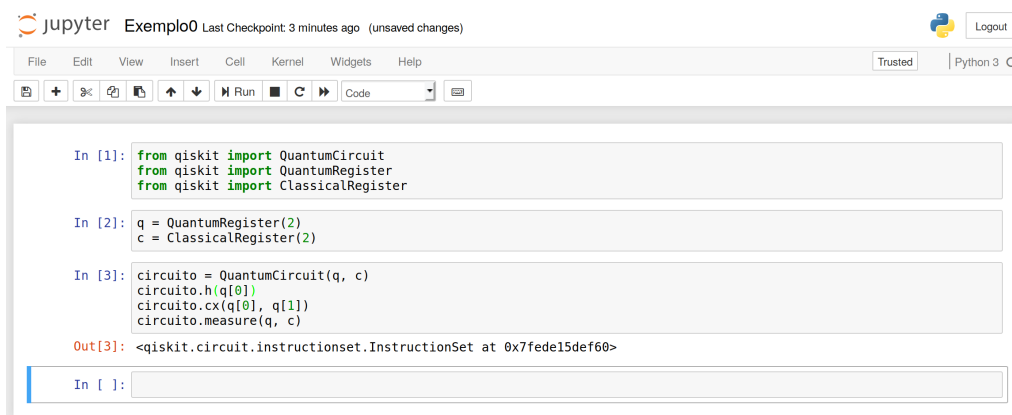 jupyter Exemplo0 Last Checkpoint: 3 minutes ago (unsaved changes) Logout
File Edit View Insert Cell Kernel Widgets Help Trusted Python 3
Run Code
In [1]: from qiskit import QuantumCircuit
from qiskit import QuantumRegister
from qiskit import ClassicalRegister
In [2]: q = QuantumRegister(2)
c = ClassicalRegister(2)
In [3]: circuito = QuantumCircuit(q, c)
circuito.h(q[0])
circuito.cx(q[0], q[1])
circuito.measure(q, c)
Out[3]: <qiskit.circuit.instructionset.InstructionSet at 0x7fede15def60>
In [ ]: